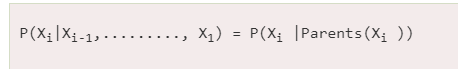 P(Xᵢ|Xᵢ₋₁,........., X₁) = P(Xᵢ |Parents(Xᵢ ))